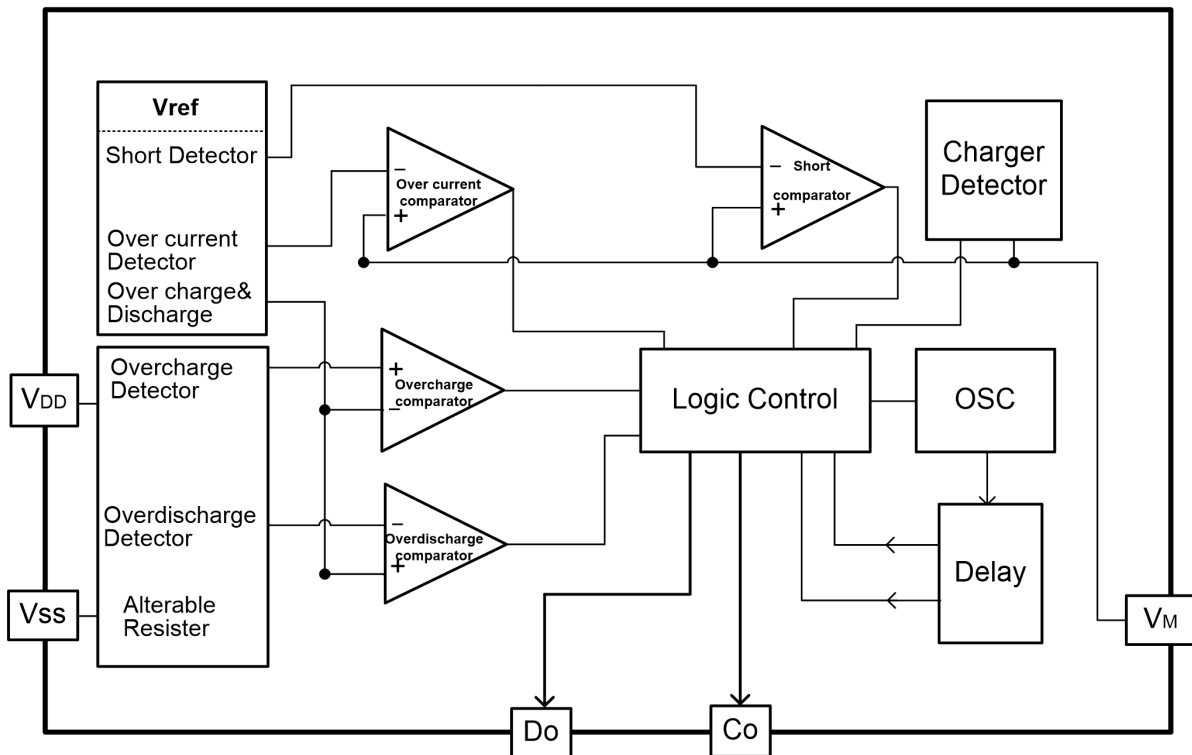 Vref
Short Detector
Over current
Detector
Over charge&
Discharge
Overcharge
Detector
Overdischarge
Detector
Alterable
Resister
VDD
Vss
−
Over current
comparator
+
−
Short
comparator
+
Charger
Detector
+
Overcharge
comparator
−
−
Overdischarge
comparator
+
Logic Control
OSC
Delay
VM
Do
Co